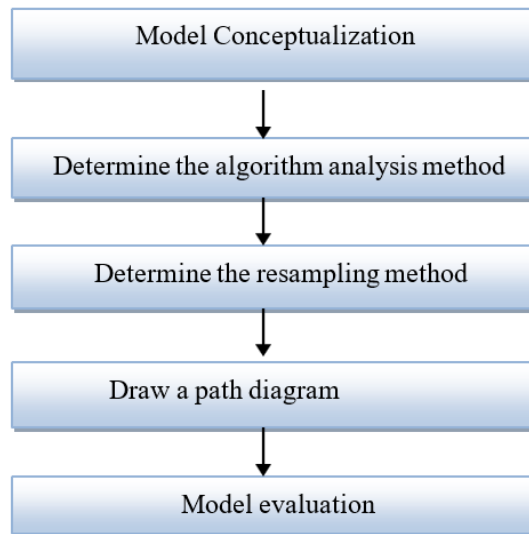 Model Conceptualization
Determine the algorithm analysis method
Determine the resampling method
Draw a path diagram
Model evaluation